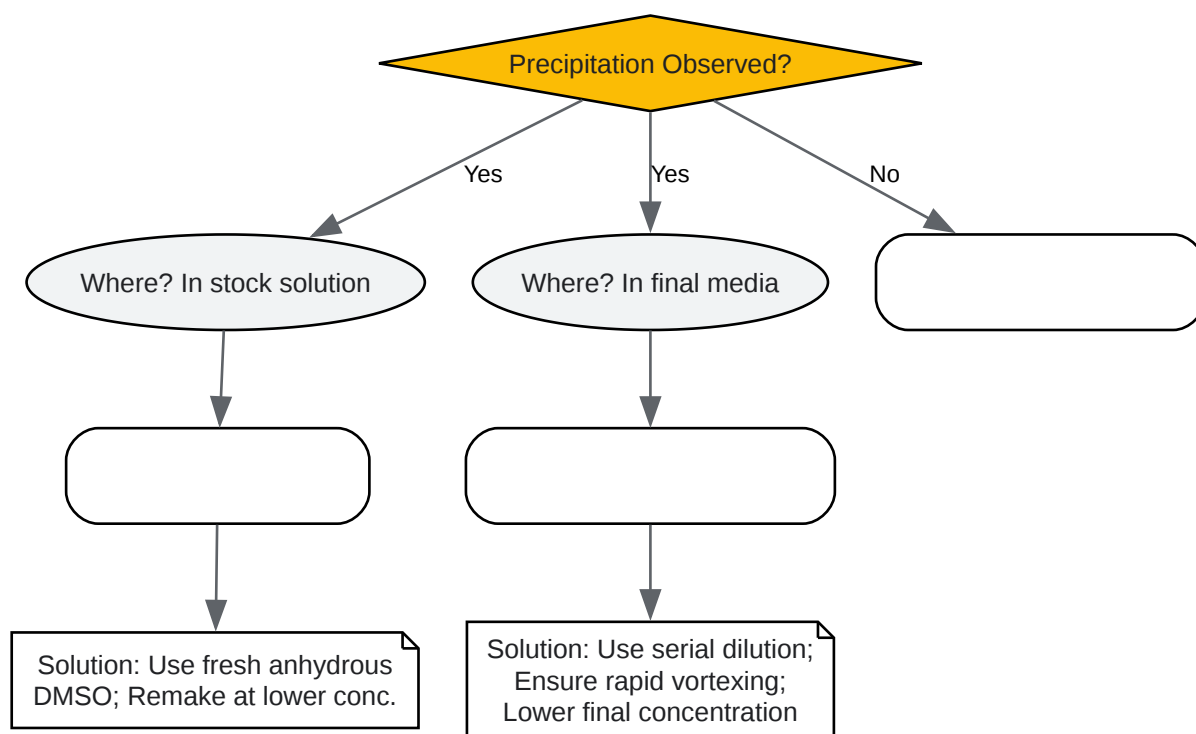 Precipitation Observed?
Yes
Yes
No
Where? In stock solution
Where? In final media
Solution: Use fresh anhydrous
DMSO; Remake at lower conc.
Solution: Use serial dilution;
Ensure rapid vortexing;
Lower final concentration